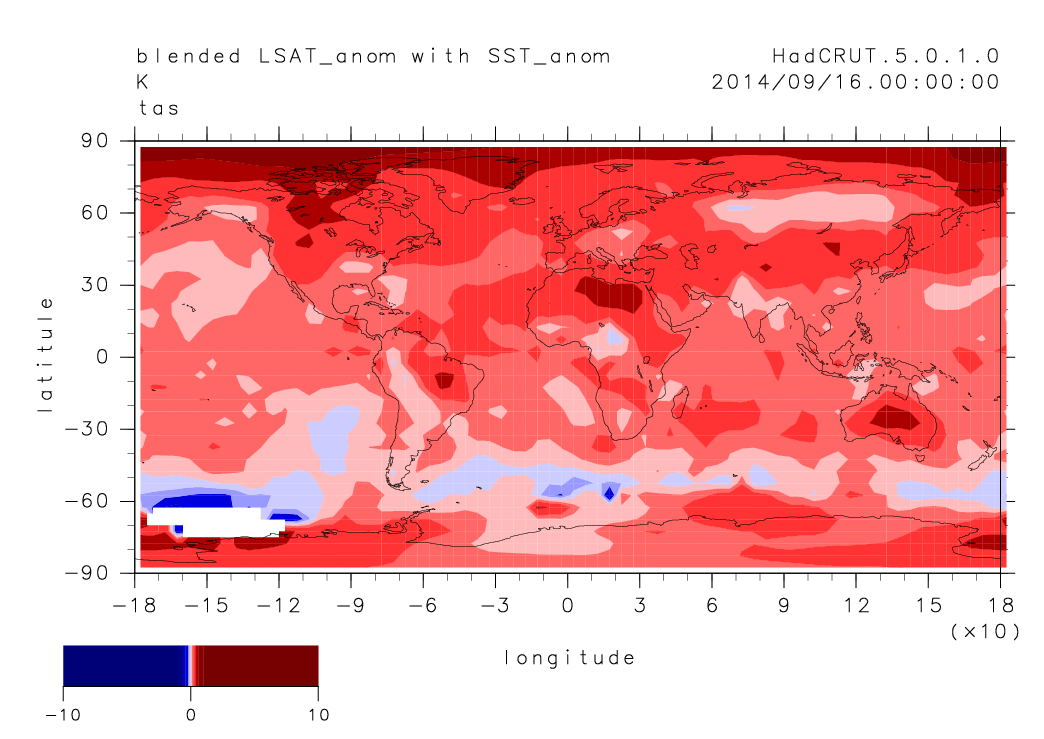 blended LSAT_anom with SST_anom HadCRUT.5.0.1.0
K 2014/09/16.00:00:00
tas
90
60
30
0
−30
−60
−90
latitude
−18 −15 −12 −9 −6 −3 0 3 6 9 12 15 18
(×10)
longitude
−10 0 10